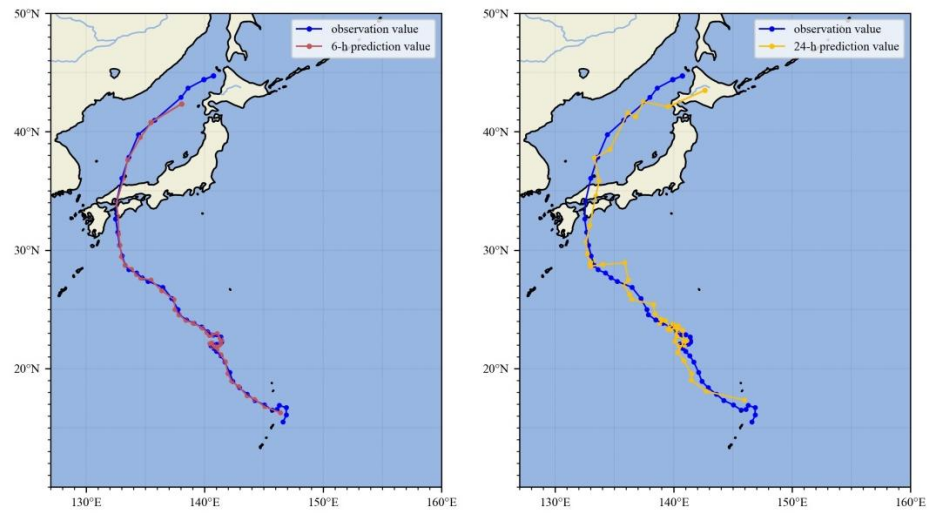 50°N
40°N
30°N
20°N
130°E
140°E
150°E
160°E
observation value
6-h prediction value
50°N
40°N
30°N
20°N
130°E
140°E
150°E
160°E
observation value
24-h prediction value